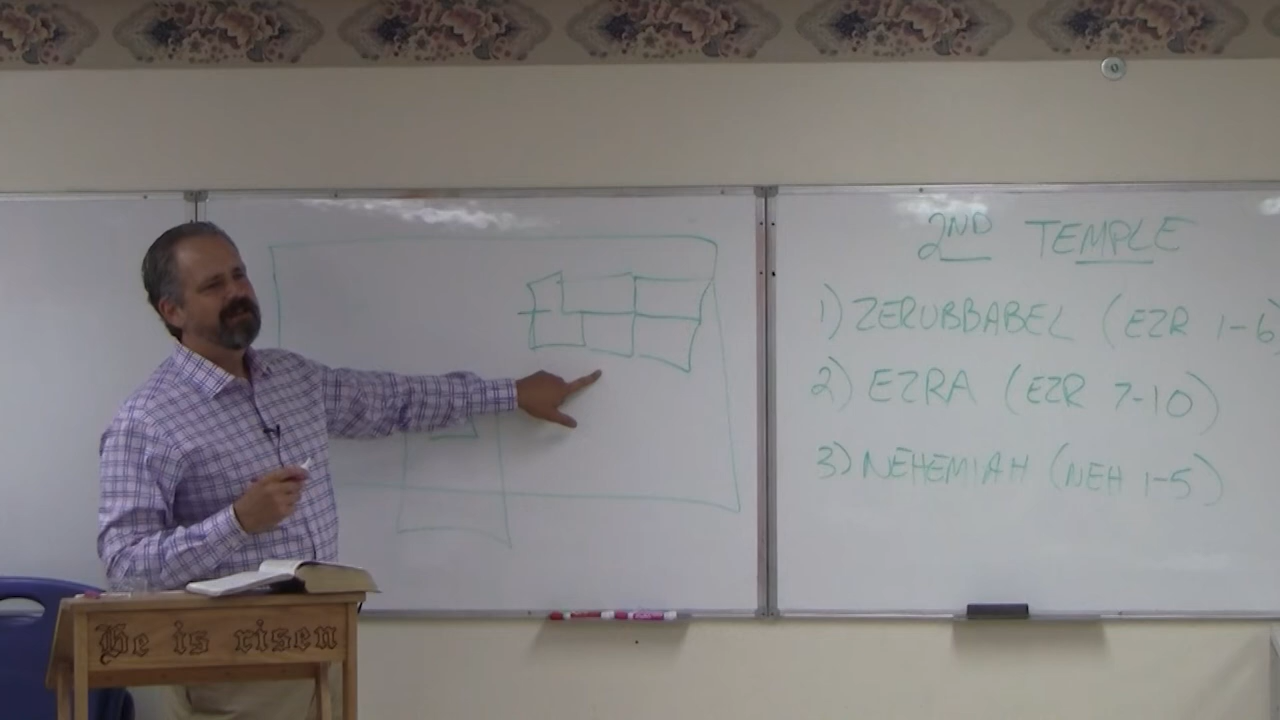 2ND TEMPLE
1) ZERUBBABEL (EZR 1-6)
2) EZRA (EZR 7-10)
3) NEHEMIAH (NEH 1-5)
He is risen